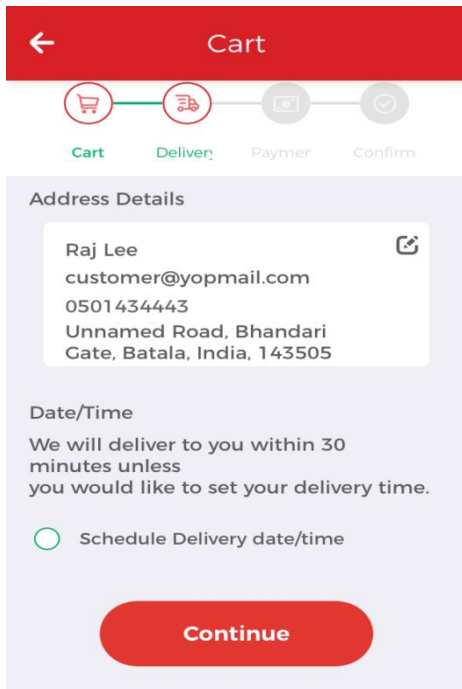 Cart
Cart Delivery Paymen Confirm
Address Details
Raj Lee
customer@yopmail.com
0501434443
Unnamed Road, Bhandari
Gate, Batala, India, 143505
Date/Time
We will deliver to you within 30
minutes unless
you would like to set your delivery time.
Schedule Delivery date/time
Continue